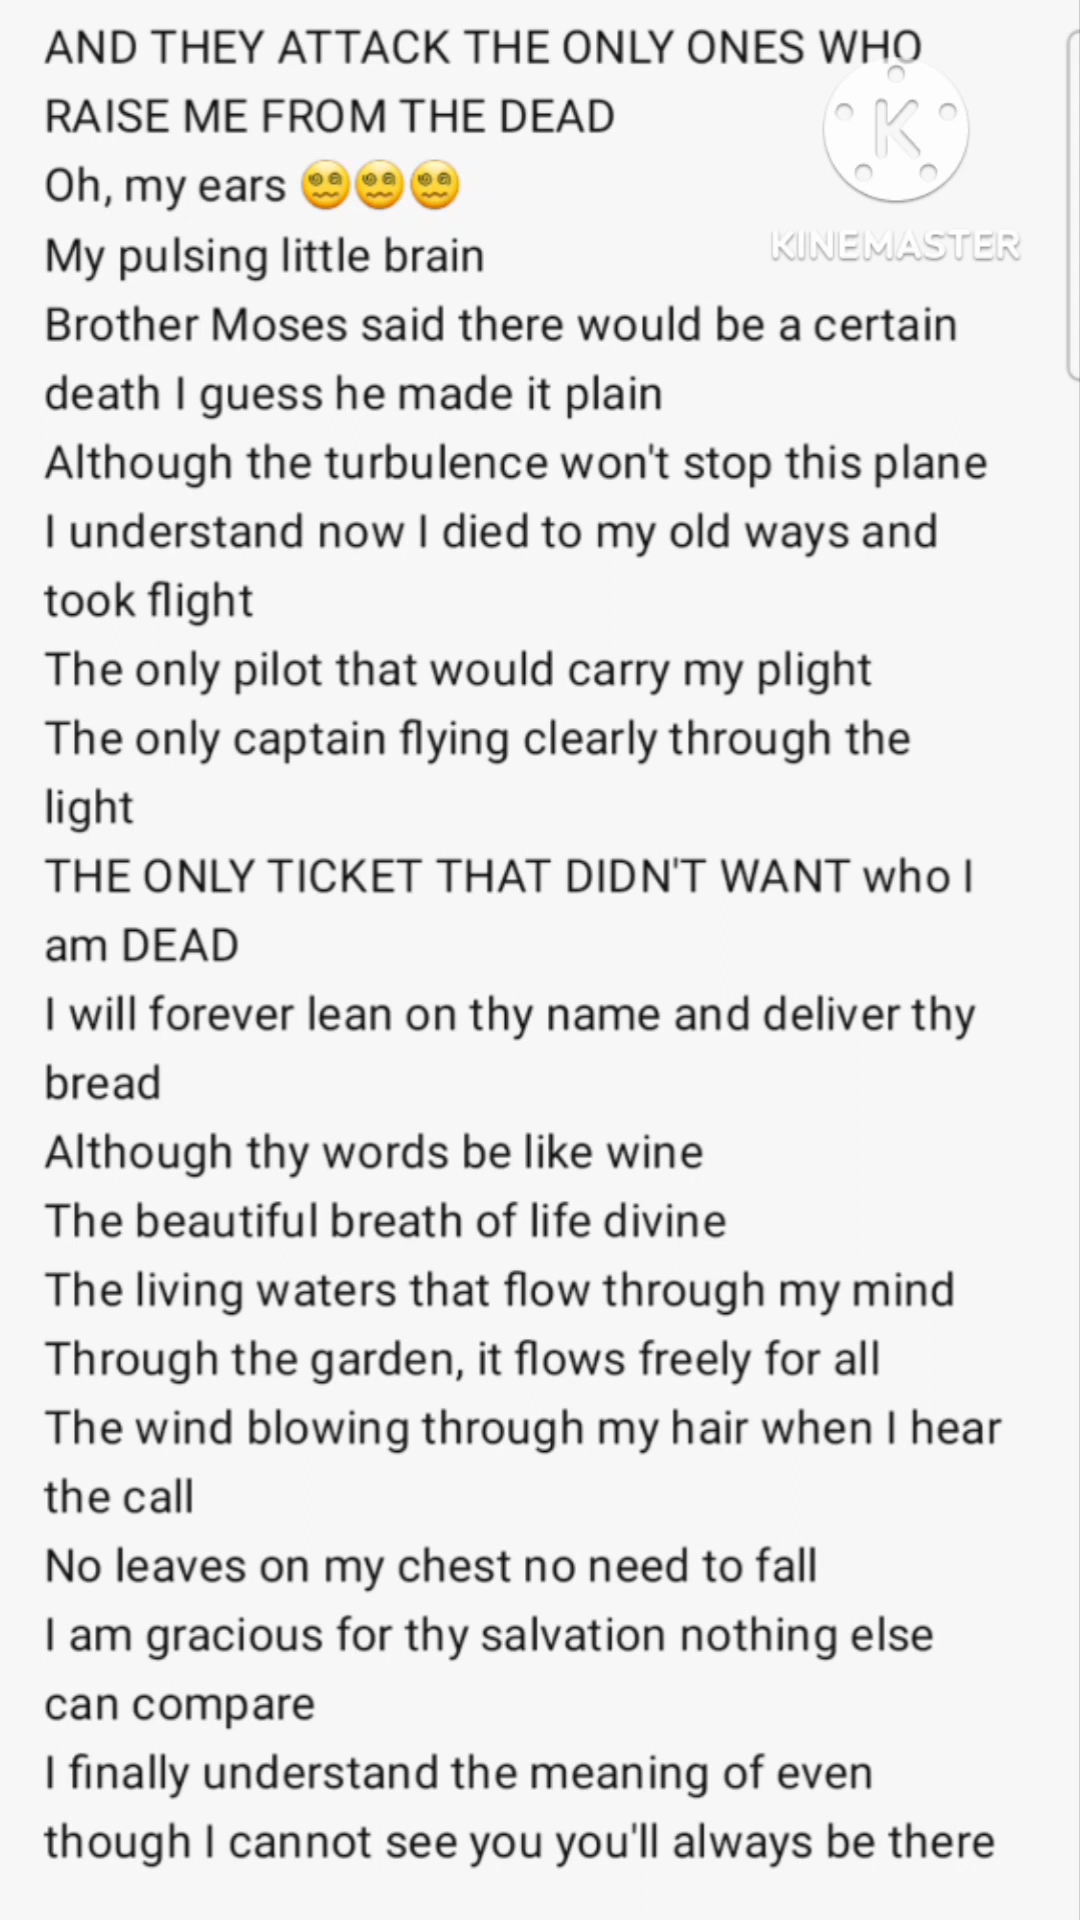 AND THEY ATTACK THE ONLY ONES WHO
RAISE ME FROM THE DEAD
Oh, my ears 😵‍💫😵‍💫😵‍💫
My pulsing little brain
Brother Moses said there would be a certain
death I guess he made it plain
Although the turbulence won't stop this plane
I understand now I died to my old ways and
took flight
The only pilot that would carry my plight
The only captain flying clearly through the
light
THE ONLY TICKET THAT DIDN'T WANT who I
am DEAD
I will forever lean on thy name and deliver thy
bread
Although thy words be like wine
The beautiful breath of life divine
The living waters that flow through my mind
Through the garden, it flows freely for all
The wind blowing through my hair when I hear
the call
No leaves on my chest no need to fall
I am gracious for thy salvation nothing else
can compare
I finally understand the meaning of even
though I cannot see you you'll always be there
K
KINEMASTER